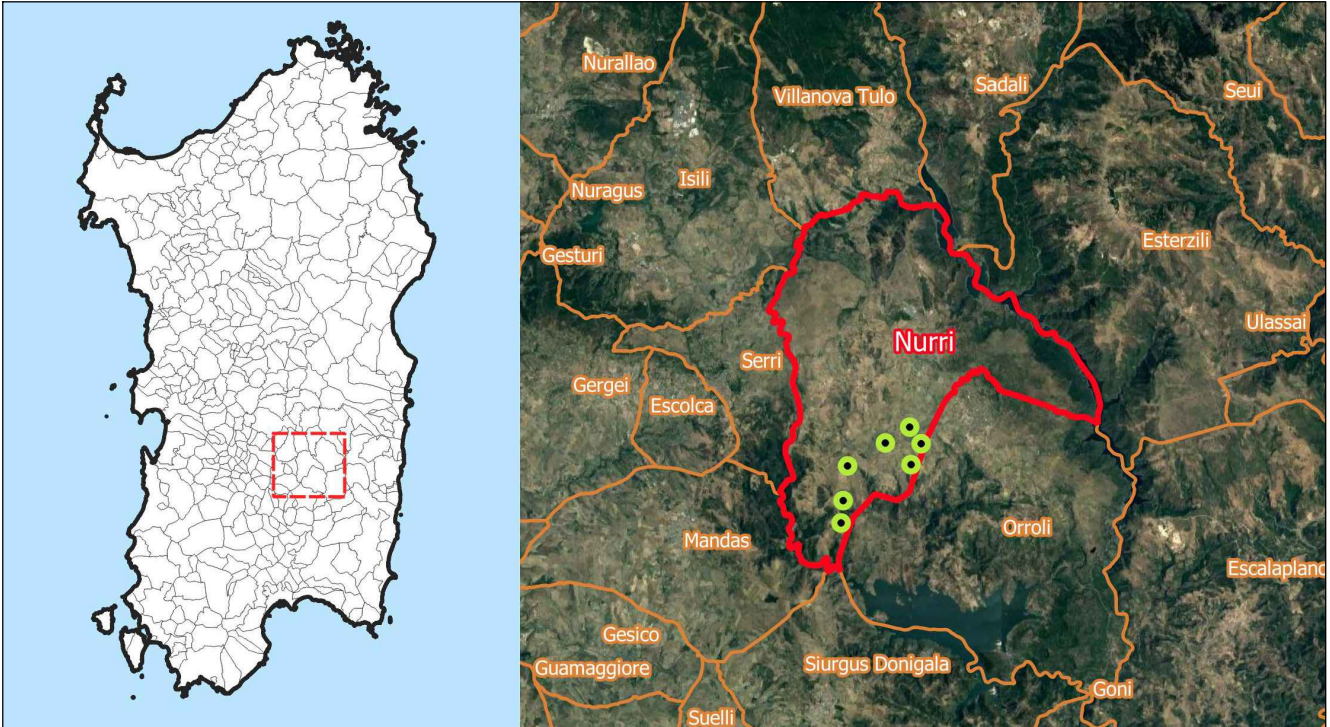 Nurallao
Villanova Tulo
Sadali
Seui
Isili
Nuragus
Gesturi
Esterzili
Ulassai
Nurri
Serri
Gergei
Escolca
Mandas
Orroli
Escalaplano
Gesico
Guamaggiore
Siurgus Donigala
Goni
Suelli